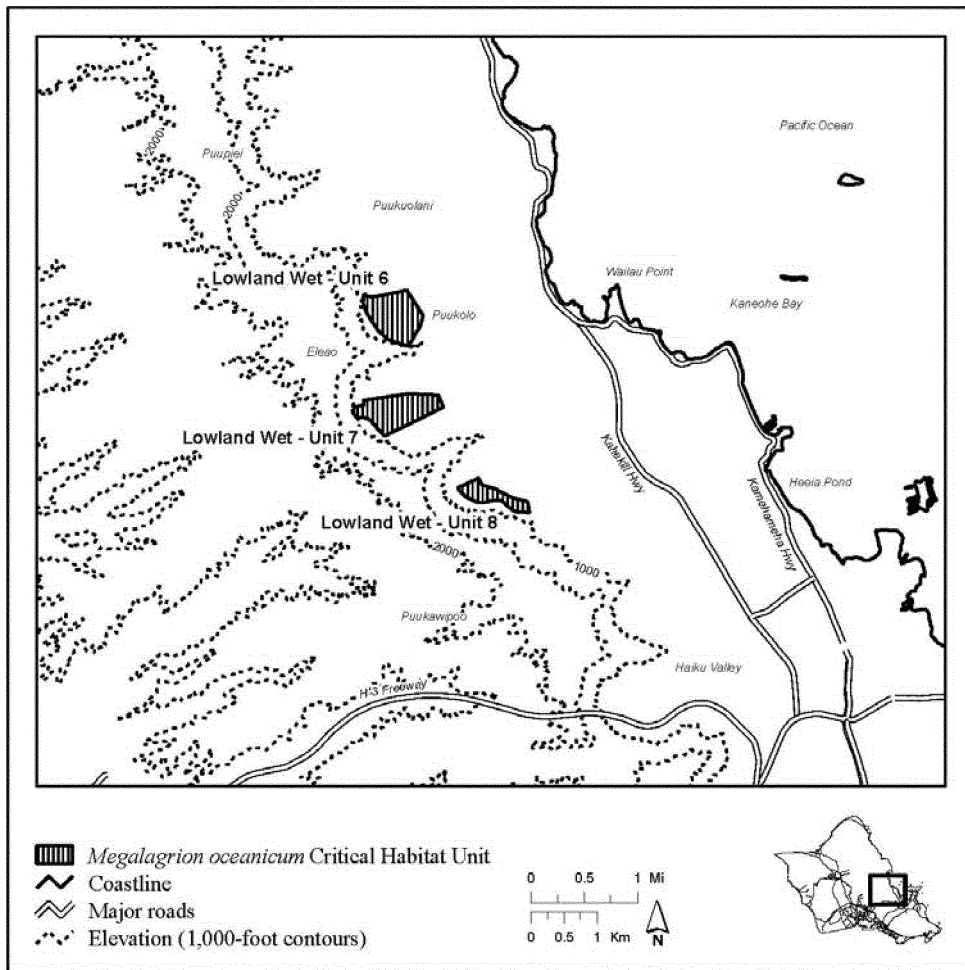 Pacific Ocean
2000
Puupiei
2000
Puukuolani
Lowland Wet - Unit 6
Wailau Point
Kaneohe Bay
Puukolo
Eleao
Lowland Wet - Unit 7
Kahekili Hwy
Heeia Pond
Kamehameha Hwy
Lowland Wet - Unit 8
2000
1000
Puukawipoo
Haiku Valley
H-3 Freeway
Megalagrion oceanicum Critical Habitat Unit
Coastline
Major roads
Elevation (1,000-foot contours)
0 0.5 1 Mi
0 0.5 1 Km
N